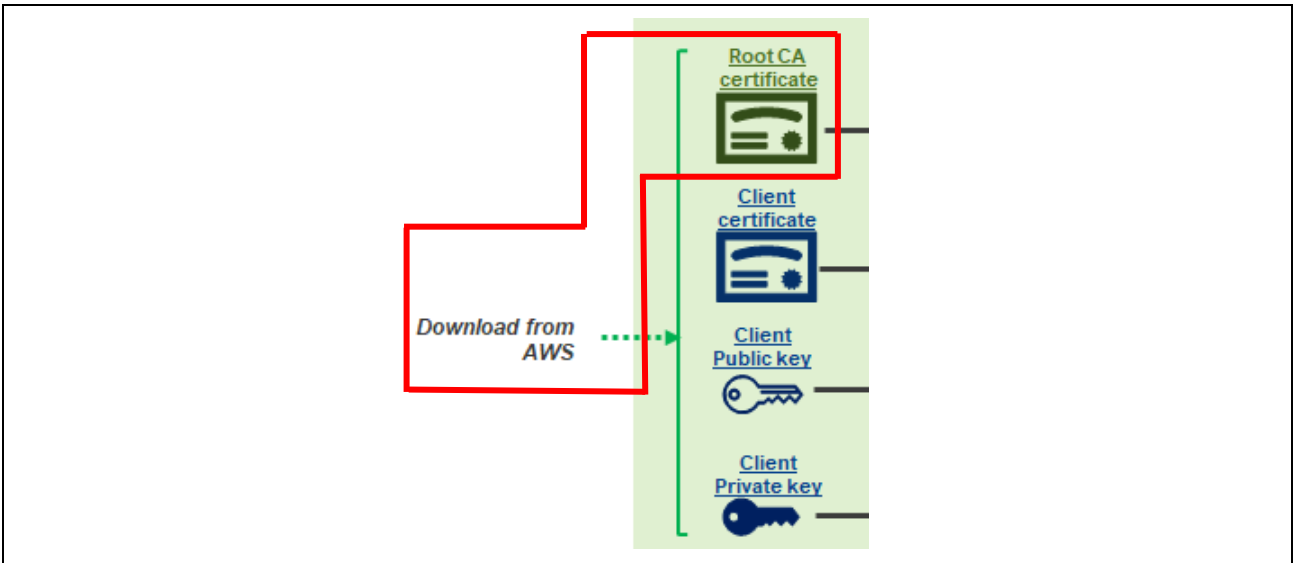 Root CA
certificate
Client
certificate
Download from
AWS
Client
Public key
Client
Private key